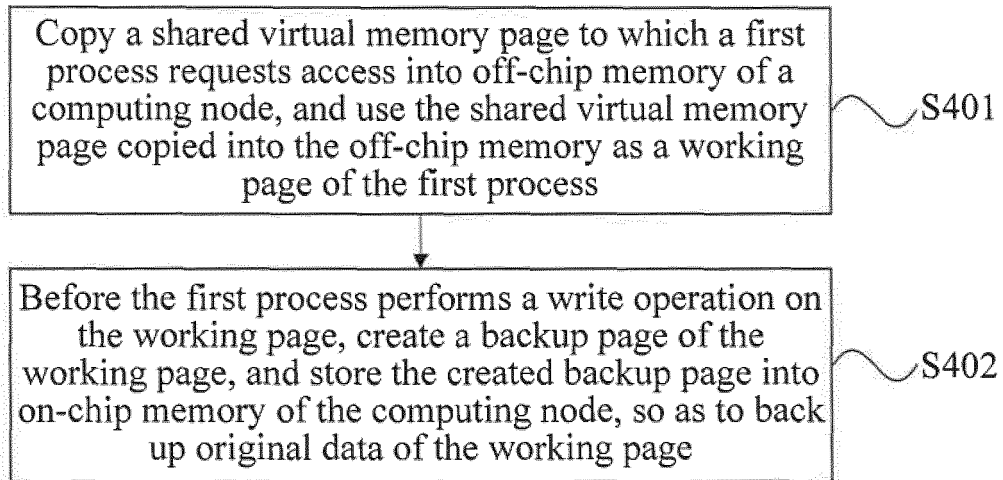 Copy a shared virtual memory page to which a first
process requests access into off-chip memory of a
computing node, and use the shared virtual memory
page copied into the off-chip memory as a working
page of the first process
S401
Before the first process performs a write operation on
the working page, create a backup page of the
working page, and store the created backup page into
on-chip memory of the computing node, so as to back
up original data of the working page
S402